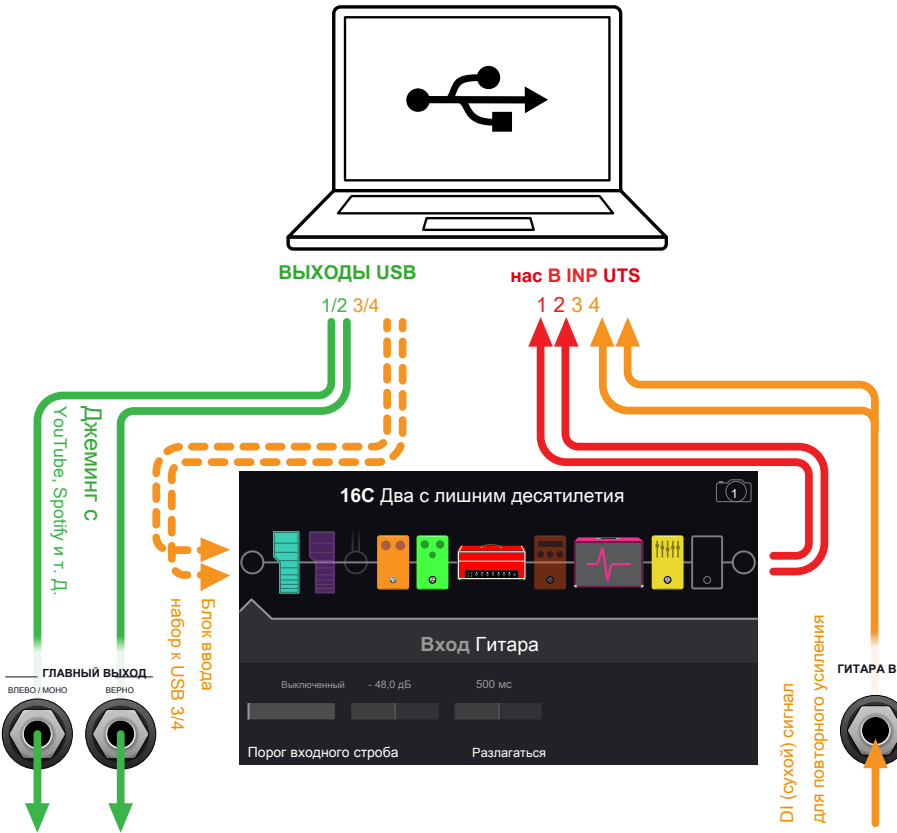 ВЫХОДЫ USB
1/2 3/4
нас В INP UTS
1 2 3 4
Джеминг с
YouTube, Spotify и т. Д.
Блок ввода
набор к USB 3/4
16C Два с лишним десятилетия
1
Вход Гитара
Выключенный - 48,0 дБ 500 мс
Порог входного строба Разлагаться
ГЛАВНЫЙ ВЫХОД
ВЛЕВО / МОНО ВЕРНО
DI (сухой) сигнал
для повторного усиления
ГИТАРА В